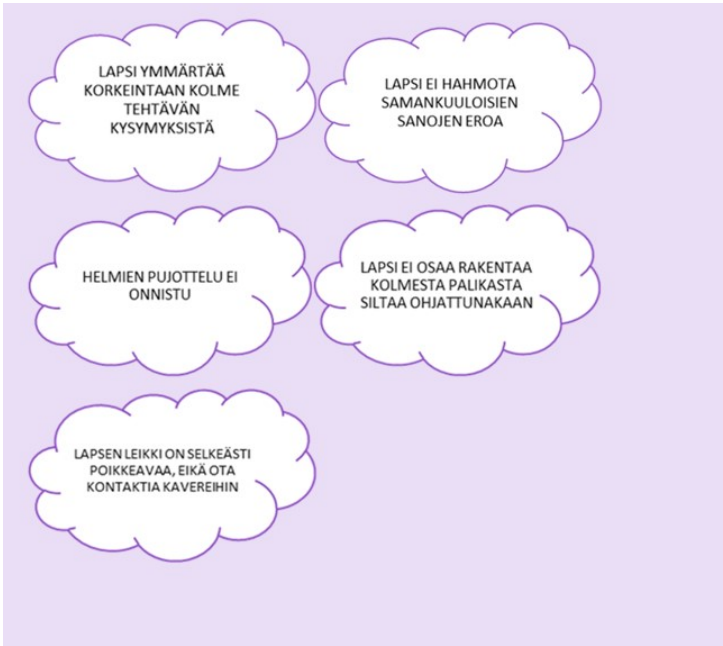 LAPSI YMMÄRTÄÄ
KORKEINTAAN KOLME
TEHTÄVÄN
KYSYMYKSISTÄ
LAPSI EI HAHMOTA
SAMANKUULOISIEN
SANOJEN EROA
HELMIEN PUJOTTELU EI
ONNISTU
LAPSI EI OSAA RAKENTAA
KOLMESTA PALIKASTA
SILTAA OHJATTUNAKAAN
LAPSEN LEIKKI ON SELKEÄSTI
POIKKEAVAA, EIKÄ OTA
KONTAKTIA KAVEREIHIN